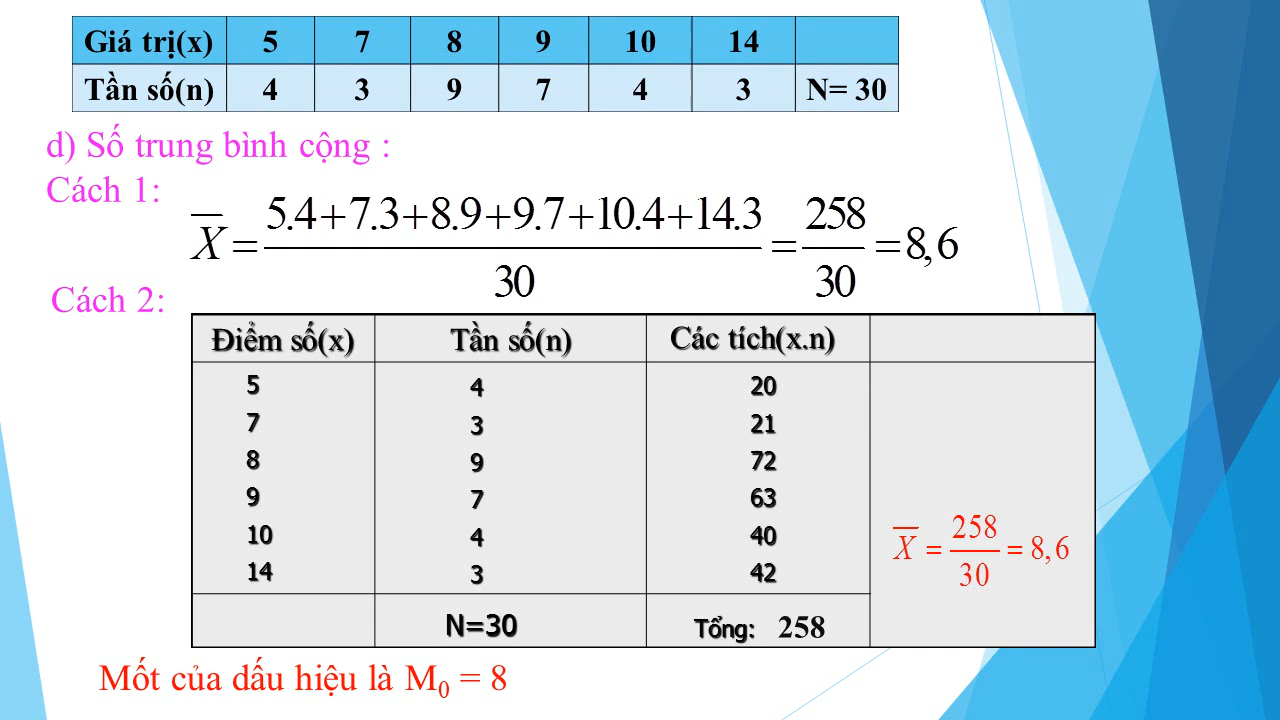 Giá trị(x) 5 7 8 9 10 14
Tần số(n) 4 3 9 7 4 3 N= 30
d) Số trung bình cộng :
Cách 1:
X̅ = (5.4+7.3+8.9+9.7+10.4+14.3)/30 = 258/30 = 8,6
Cách 2:
Điểm số(x) Tần số(n) Các tích(x.n)
5 4 20
7 3 21
8 9 72
9 7 63
10 4 40
14 3 42
X̅ = 258/30 = 8,6
N=30 Tổng: 258
Mốt của dấu hiệu là M₀ = 8